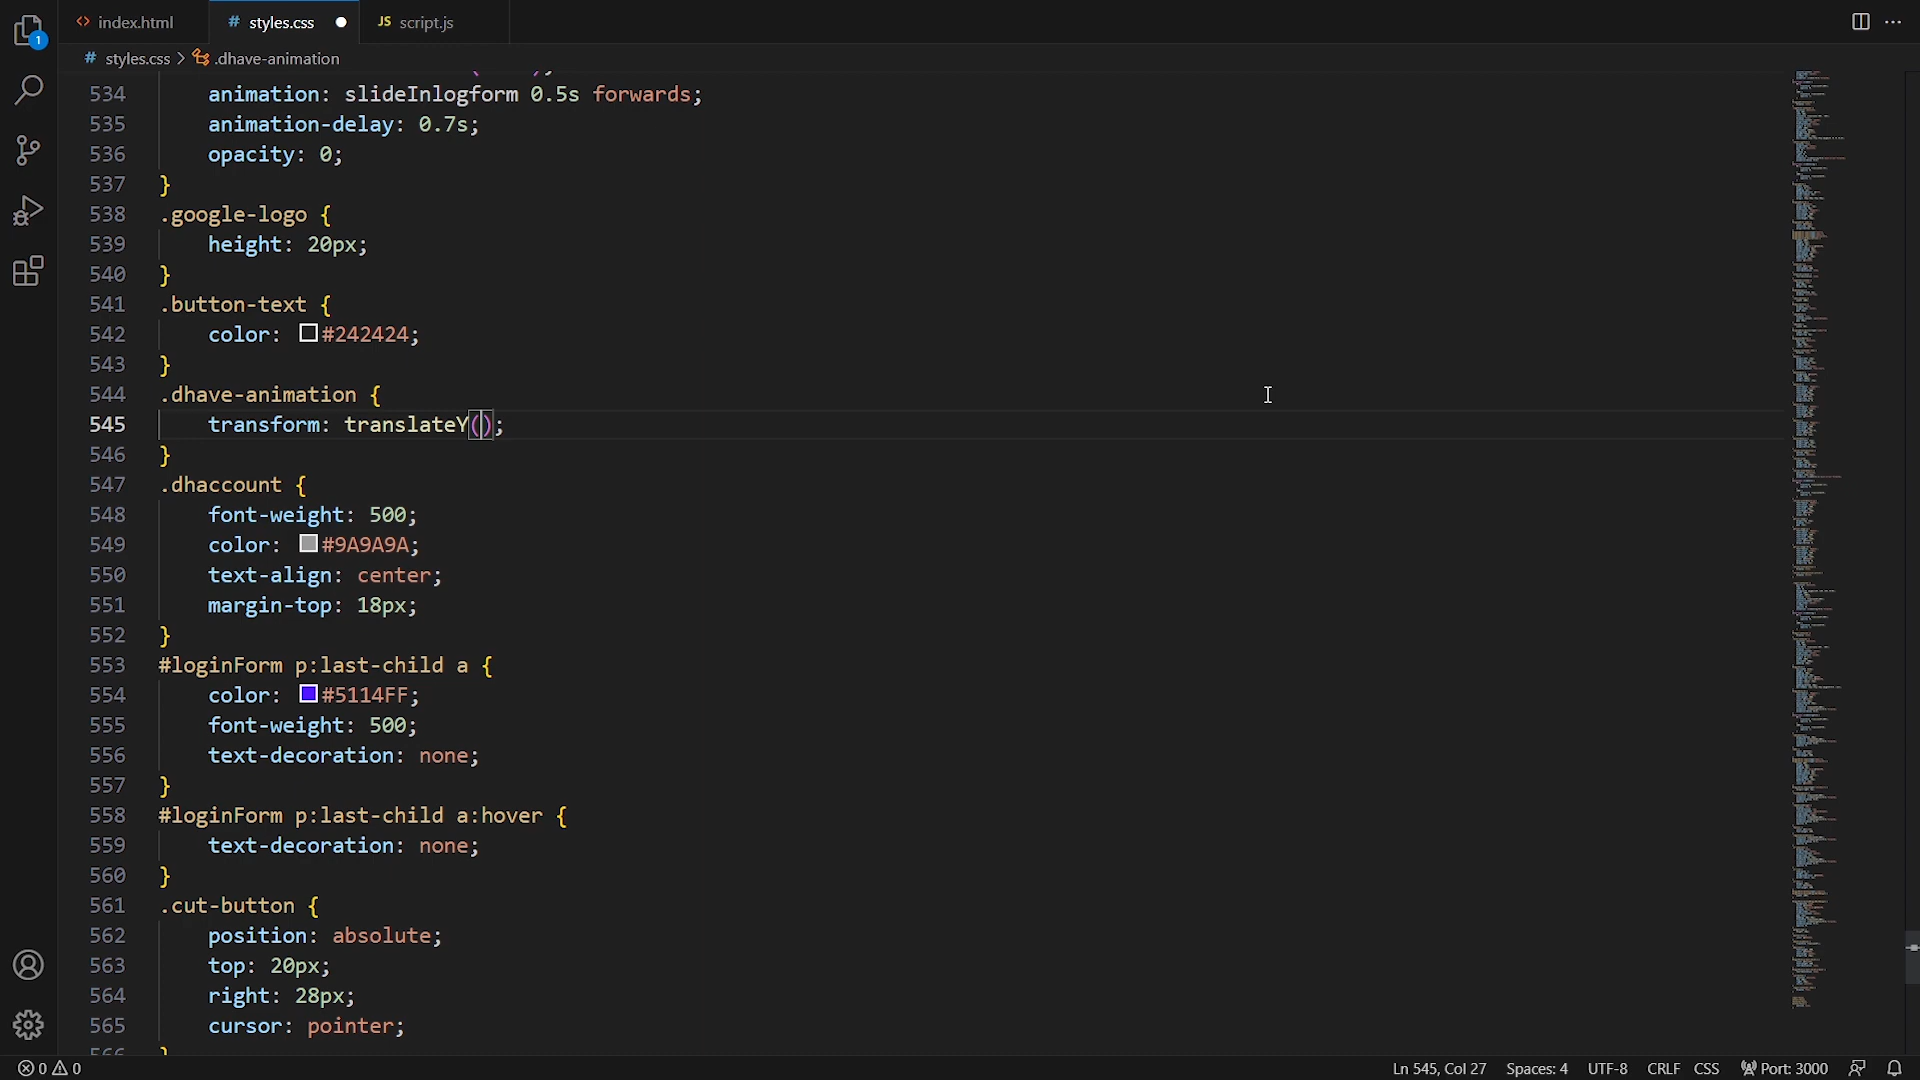 <> index.html
# styles.css
JS script.js
# styles.css > .dhave-animation
534 animation: slideInlogform 0.5s forwards;
535 animation-delay: 0.7s;
536 opacity: 0;
537 }
538 .google-logo {
539 height: 20px;
540 }
541 .button-text {
542 color: #242424;
543 }
544 .dhave-animation {
545 transform: translateY();
546 }
547 .dhaccount {
548 font-weight: 500;
549 color: #9A9A9A;
550 text-align: center;
551 margin-top: 18px;
552 }
553 #loginForm p:last-child a {
554 color: #5114FF;
555 font-weight: 500;
556 text-decoration: none;
557 }
558 #loginForm p:last-child a:hover {
559 text-decoration: none;
560 }
561 .cut-button {
562 position: absolute;
563 top: 20px;
564 right: 28px;
565 cursor: pointer;
566 }
1
0 0
Ln 545, Col 27 Spaces: 4 UTF-8 CRLF CSS Port: 3000